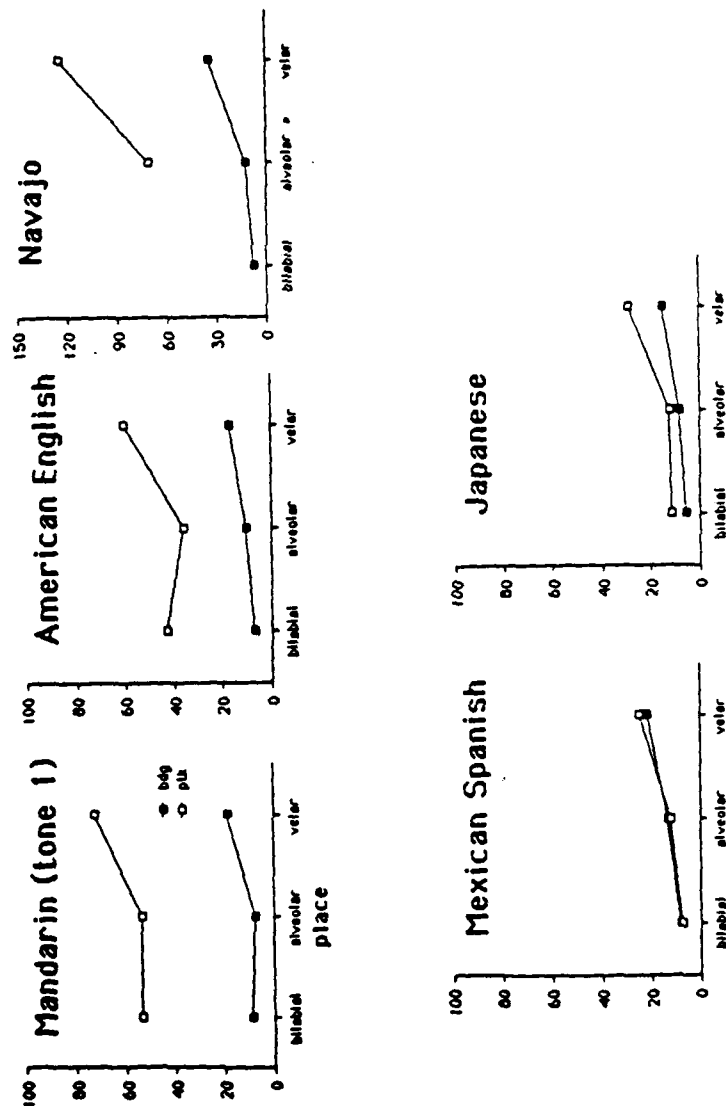 Mandarin (tone 1)
100
80
60
40
20
0
bilabial alveolar velar
place
bdg
ptk
American English
100
80
60
40
20
0
bilabial alveolar velar
Navajo
150
120
90
60
30
0
bilabial alveolar velar
Mexican Spanish
100
80
60
40
20
0
bilabial alveolar velar
Japanese
100
80
60
40
20
0
bilabial alveolar velar